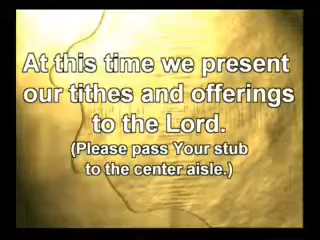 At this time we present
our tithes and offerings
to the Lord.
(Please pass Your stub
to the center aisle.)